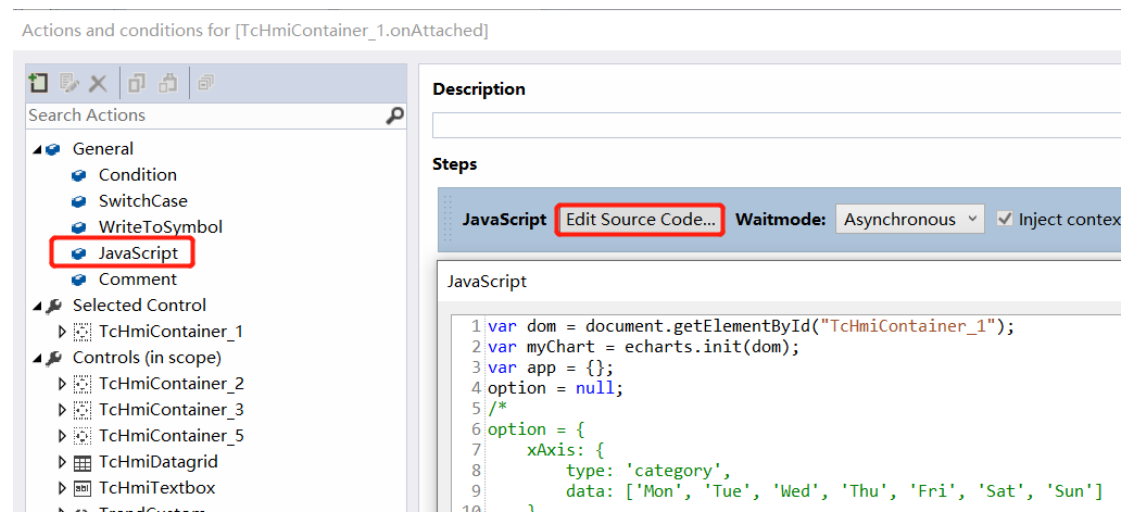 Actions and conditions for [TcHmiContainer_1.onAttached]
Search Actions
General
Condition
SwitchCase
WriteToSymbol
JavaScript
Comment
Selected Control
TcHmiContainer_1
Controls (in scope)
TcHmiContainer_2
TcHmiContainer_3
TcHmiContainer_5
TcHmiDatagrid
abl TcHmiTextbox
TrendCustom
Description
Steps
JavaScript Edit Source Code... Waitmode: Asynchronous Inject contex
JavaScript
1 var dom = document.getElementById("TcHmiContainer_1");
2 var myChart = echarts.init(dom);
3 var app = {};
4 option = null;
5 /*
6 option = {
7 xAxis: {
8 type: 'category',
9 data: ['Mon', 'Tue', 'Wed', 'Thu', 'Fri', 'Sat', 'Sun']
10 }